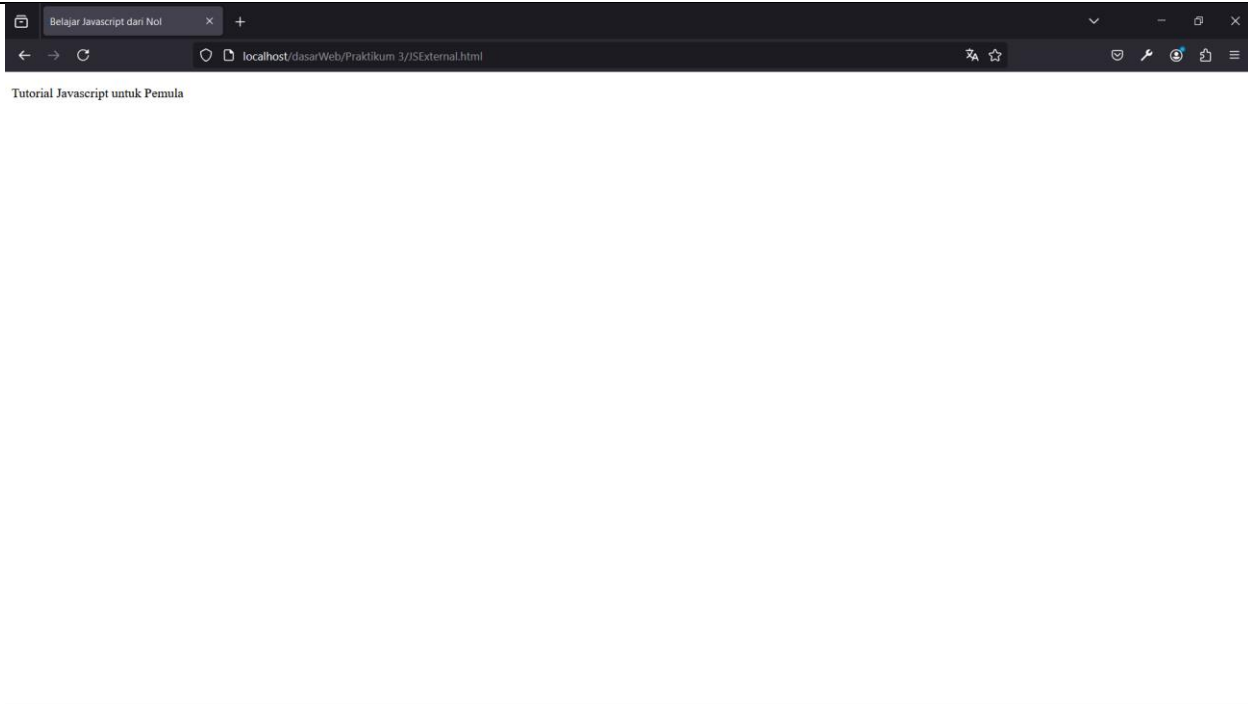 Belajar Javascript dari Nol
localhost/dasarWeb/Praktikum 3/JSExternal.html
Tutorial Javascript untuk Pemula